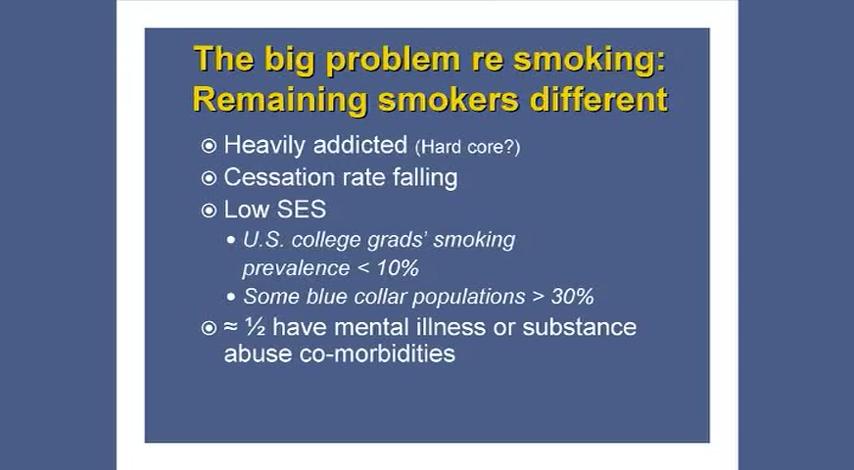 The big problem re smoking:
Remaining smokers different
Heavily addicted (Hard core?)
Cessation rate falling
Low SES
• U.S. college grads’ smoking
prevalence < 10%
• Some blue collar populations > 30%
≈ ½ have mental illness or substance
abuse co-morbidities